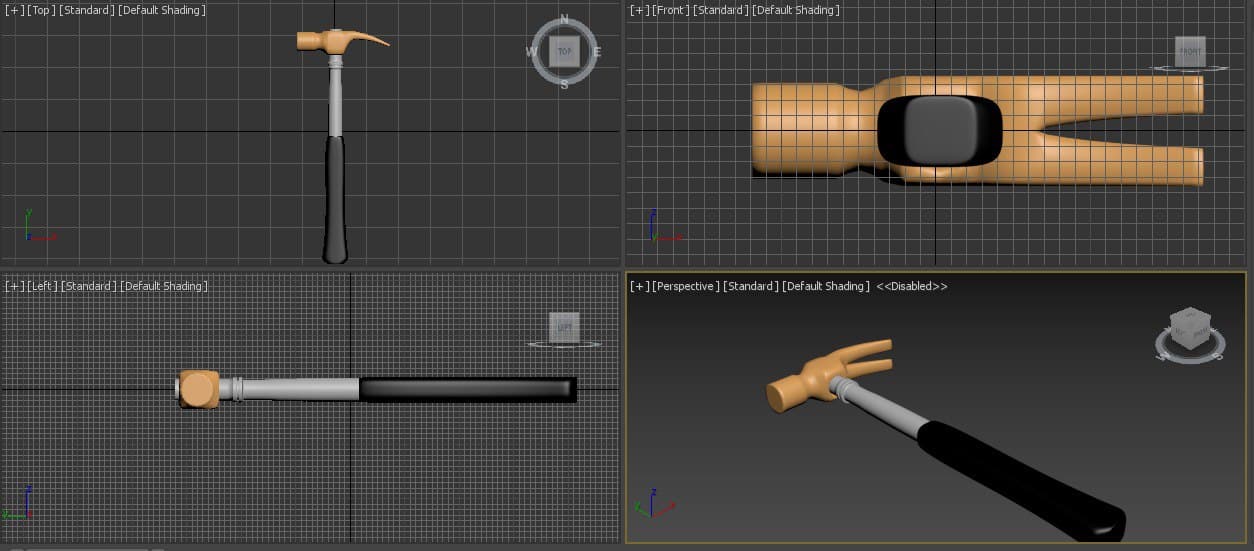 [+] [Top] [Standard] [Default Shading]
N
W
TOP
E
S
[+] [Front] [Standard] [Default Shading]
FRONT
y
z
x
z
y
x
[+] [Left] [Standard] [Default Shading]
LEFT
[+] [Perspective] [Standard] [Default Shading] <<Disabled>>
z
y
z
y
x